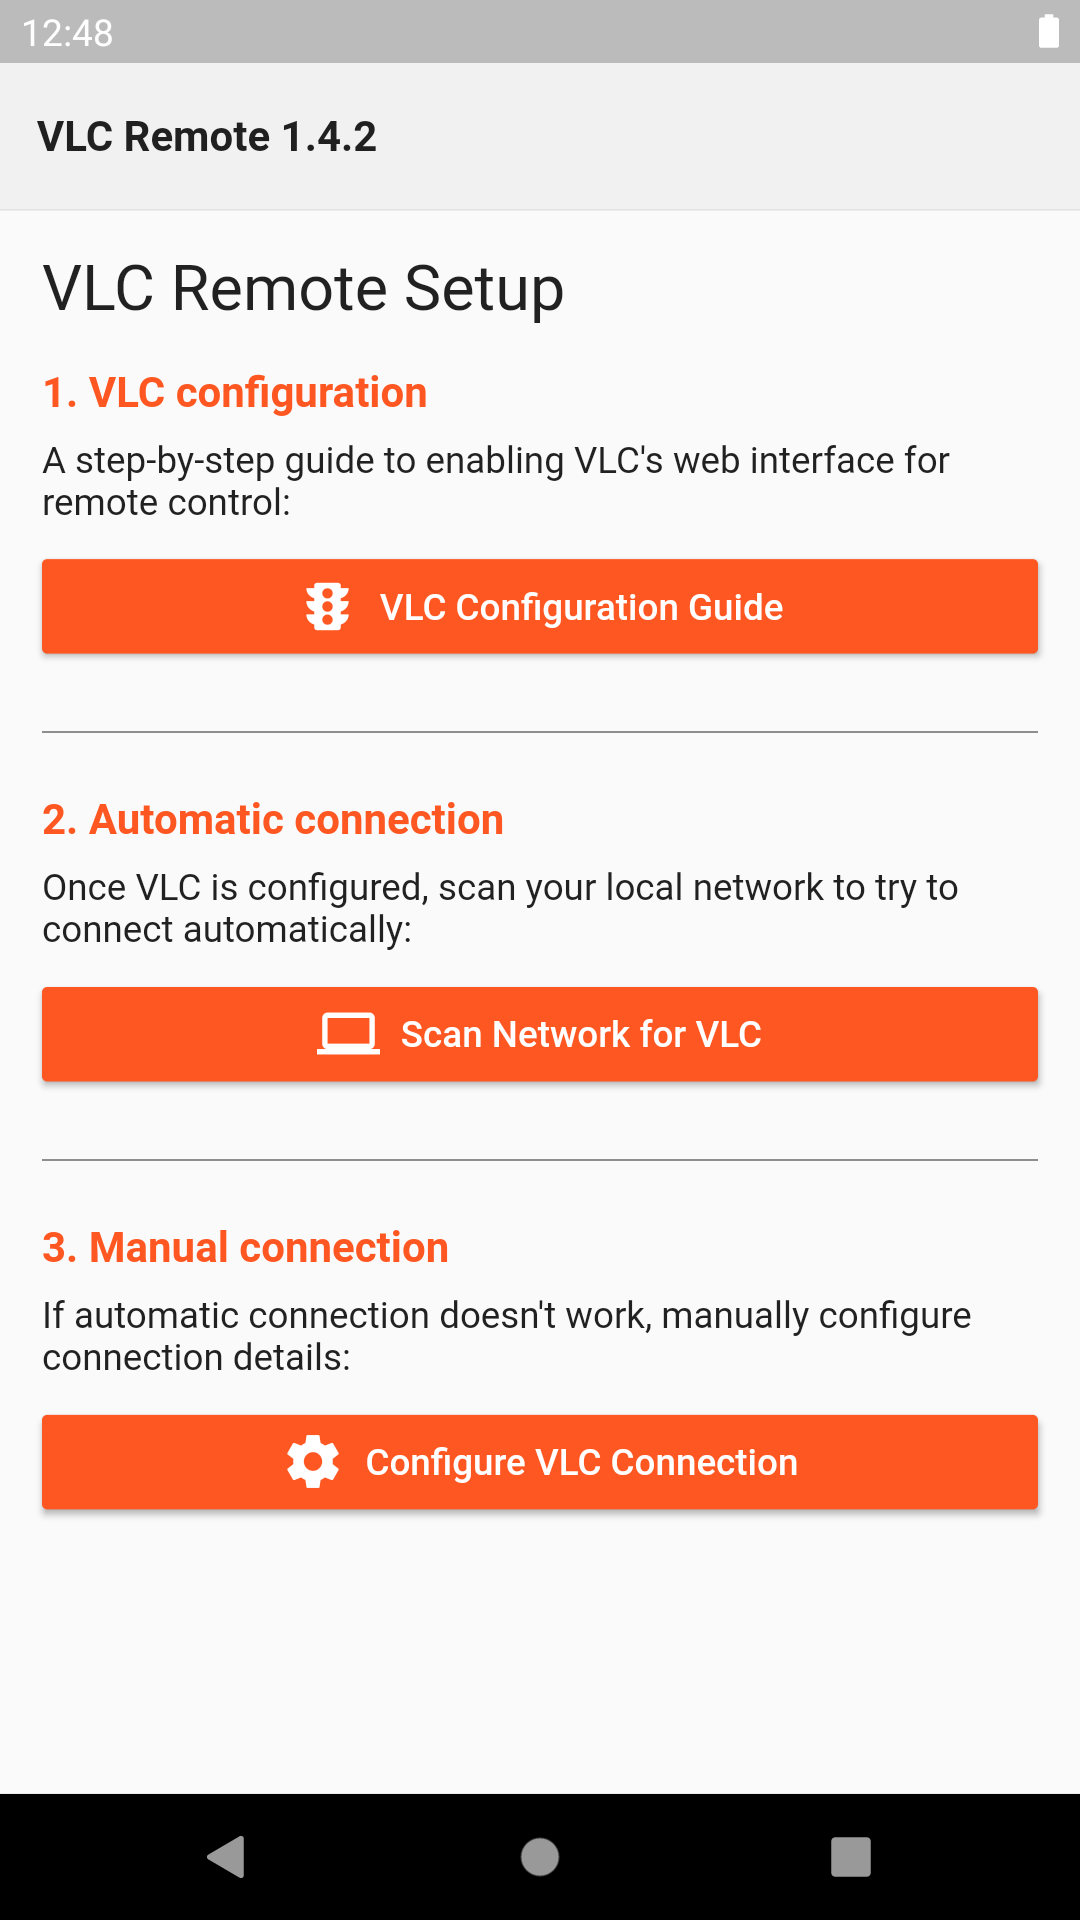 12:48
VLC Remote 1.4.2
VLC Remote Setup
1. VLC configuration
A step-by-step guide to enabling VLC's web interface for
remote control:
VLC Configuration Guide
2. Automatic connection
Once VLC is configured, scan your local network to try to
connect automatically:
Scan Network for VLC
3. Manual connection
If automatic connection doesn't work, manually configure
connection details:
Configure VLC Connection